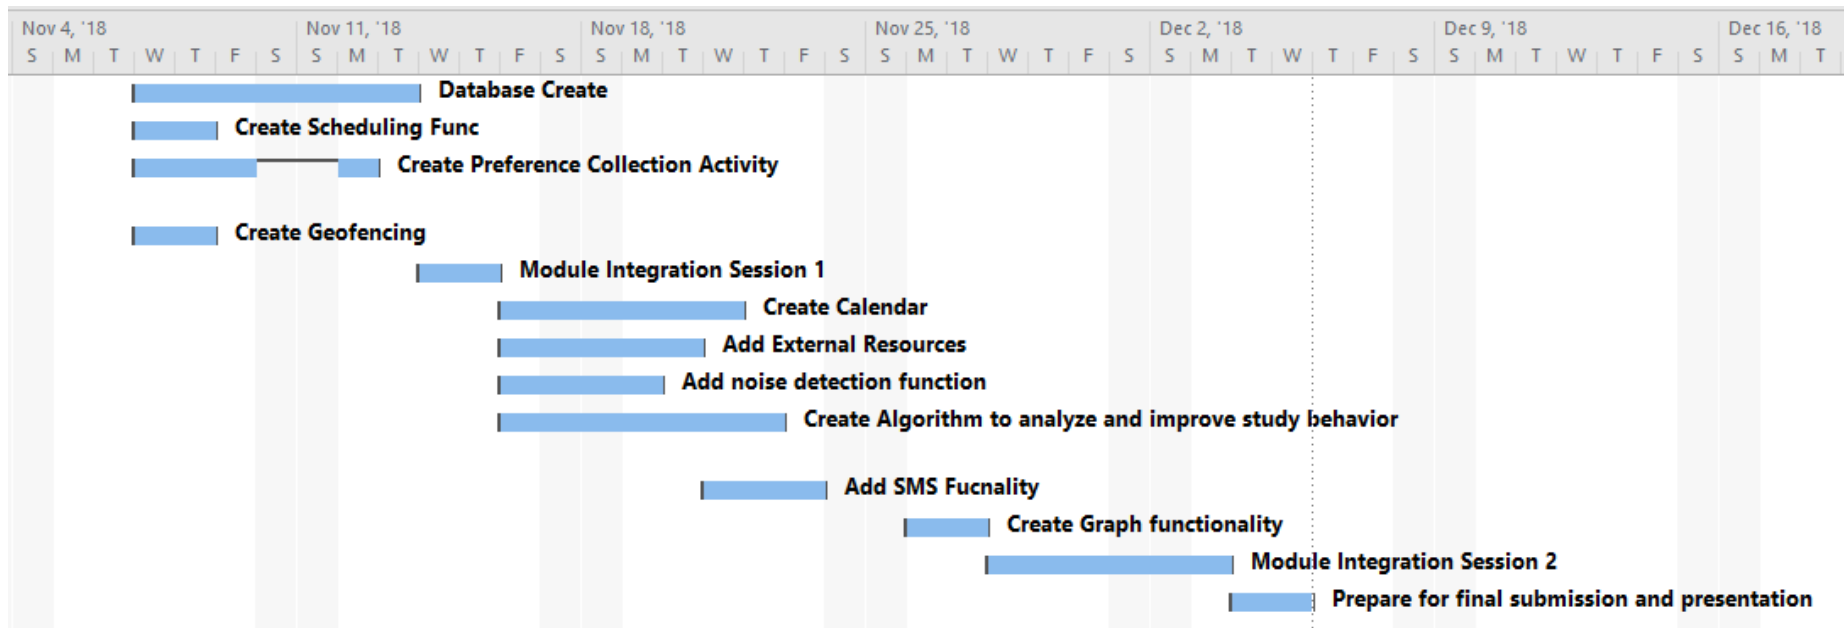 Nov 4, '18 Nov 11, '18 Nov 18, '18 Nov 25, '18 Dec 2, '18 Dec 9, '18 Dec 16, '18
S M T W T F S S M T W T F S S M T W T F S S M T W T F S S M T W T F S S M T W T F S S M T
Database Create
Create Scheduling Func
Create Preference Collection Activity
Create Geofencing
Module Integration Session 1
Create Calendar
Add External Resources
Add noise detection function
Create Algorithm to analyze and improve study behavior
Add SMS Fucnality
Create Graph functionality
Module Integration Session 2
Prepare for final submission and presentation